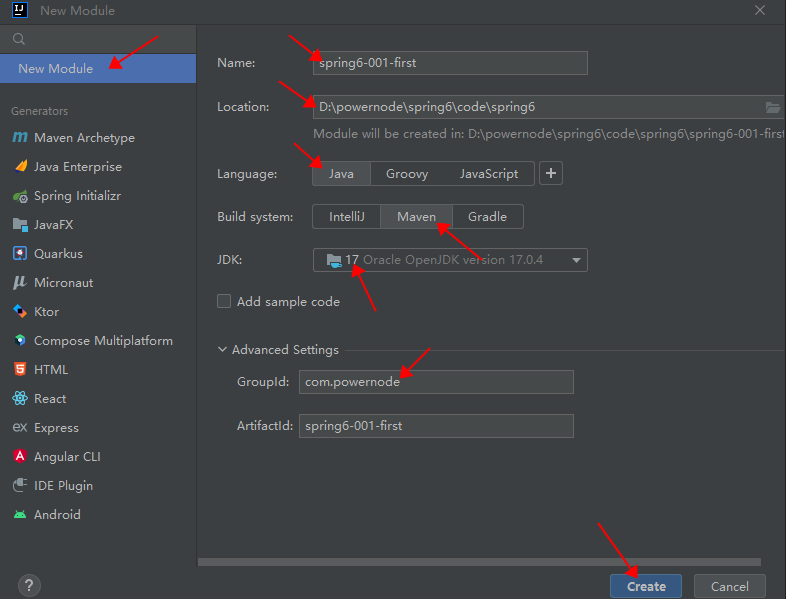 New Module
New Module
Generators
Maven Archetype
Java Enterprise
Spring Initializr
JavaFX
Quarkus
Micronaut
Ktor
Compose Multiplatform
HTML
React
Express
Angular CLI
IDE Plugin
Android
Name: spring6-001-first
Location: D:\powernode\spring6\code\spring6
Module will be created in: D:\powernode\spring6\code\spring6\spring6-001-first
Language: Java Groovy JavaScript +
Build system: IntelliJ Maven Gradle
JDK: 17 Oracle OpenJDK version 17.0.4
Add sample code
Advanced Settings
GroupId: com.powernode
ArtifactId: spring6-001-first
? Create Cancel